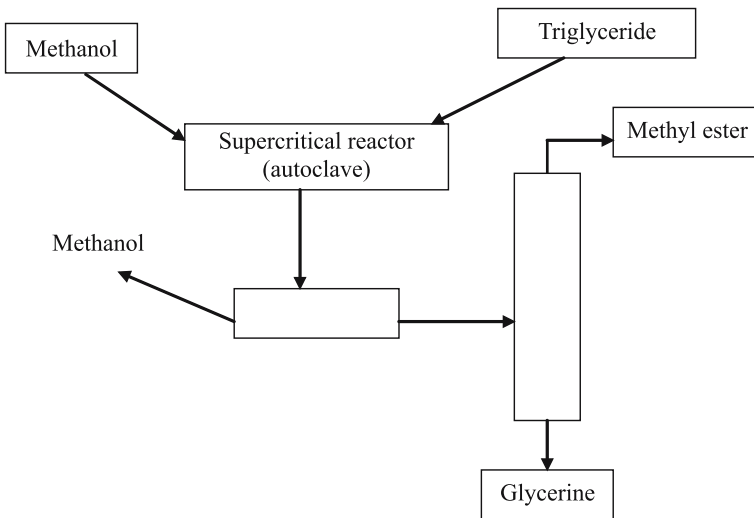 Methanol
Triglyceride
Supercritical reactor
(autoclave)
Methyl ester
Methanol
Glycerine